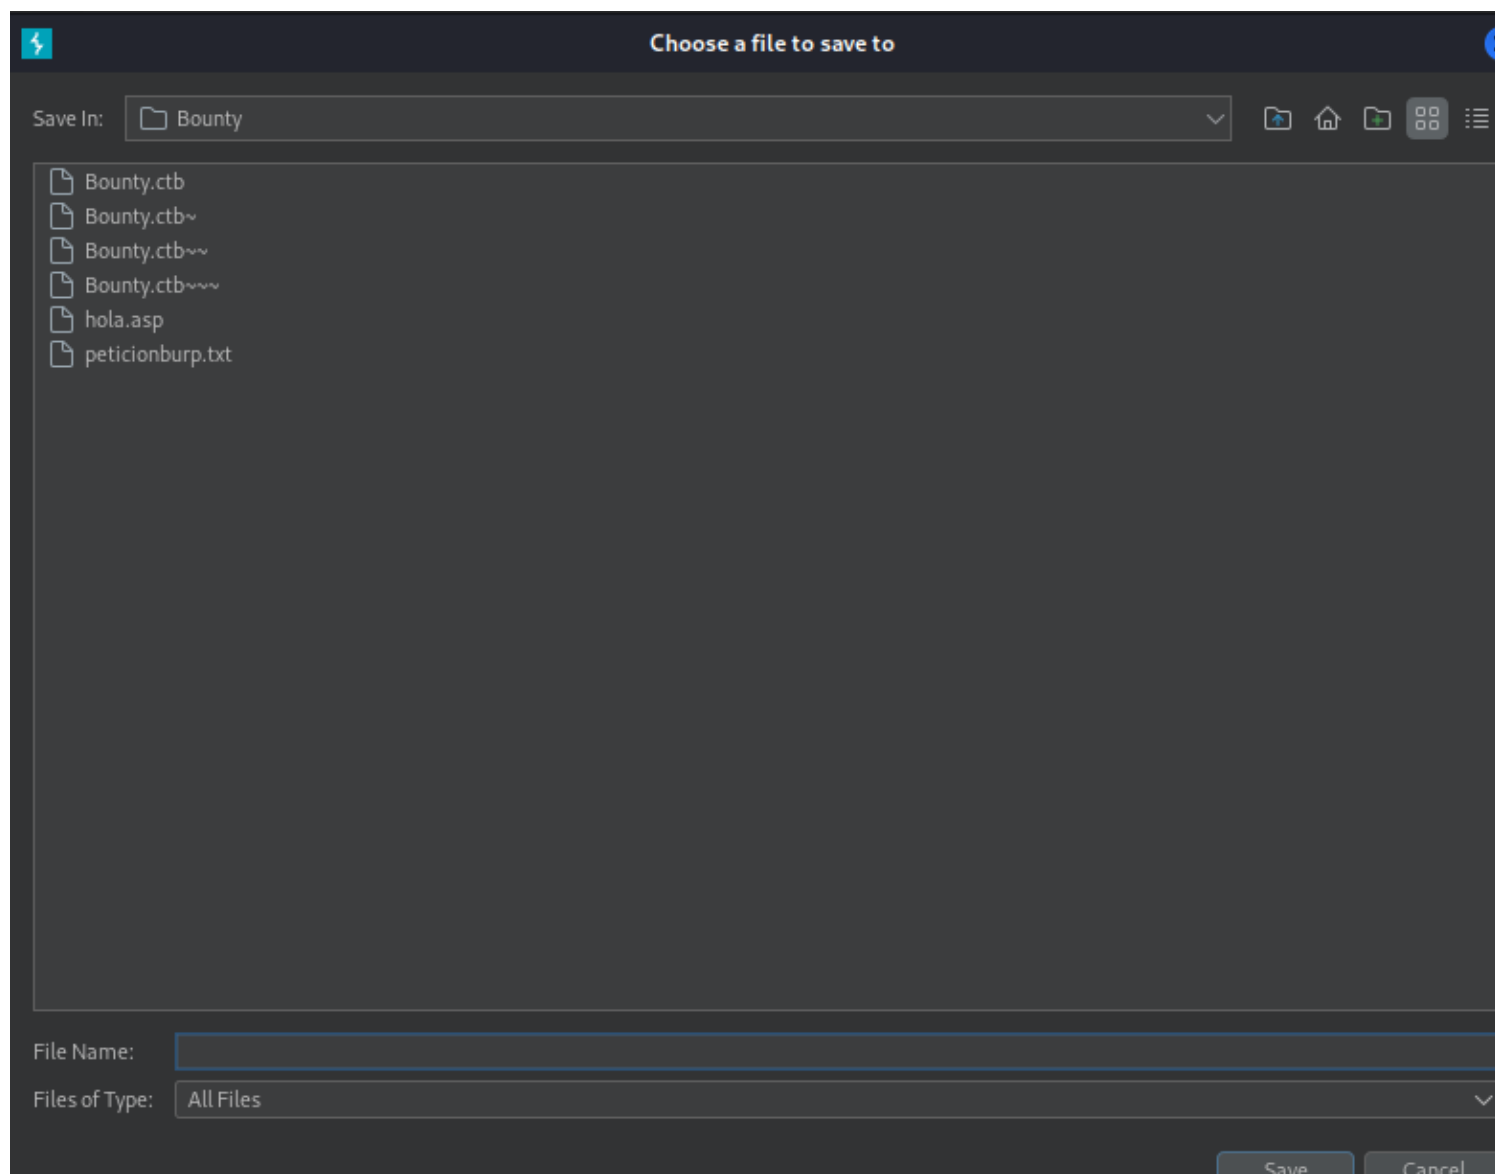 Choose a file to save to
Save In: Bounty
Bounty.ctb
Bounty.ctb~
Bounty.ctb~~
Bounty.ctb~~~
hola.asp
peticionburp.txt
File Name:
Files of Type: All Files
Save Cancel